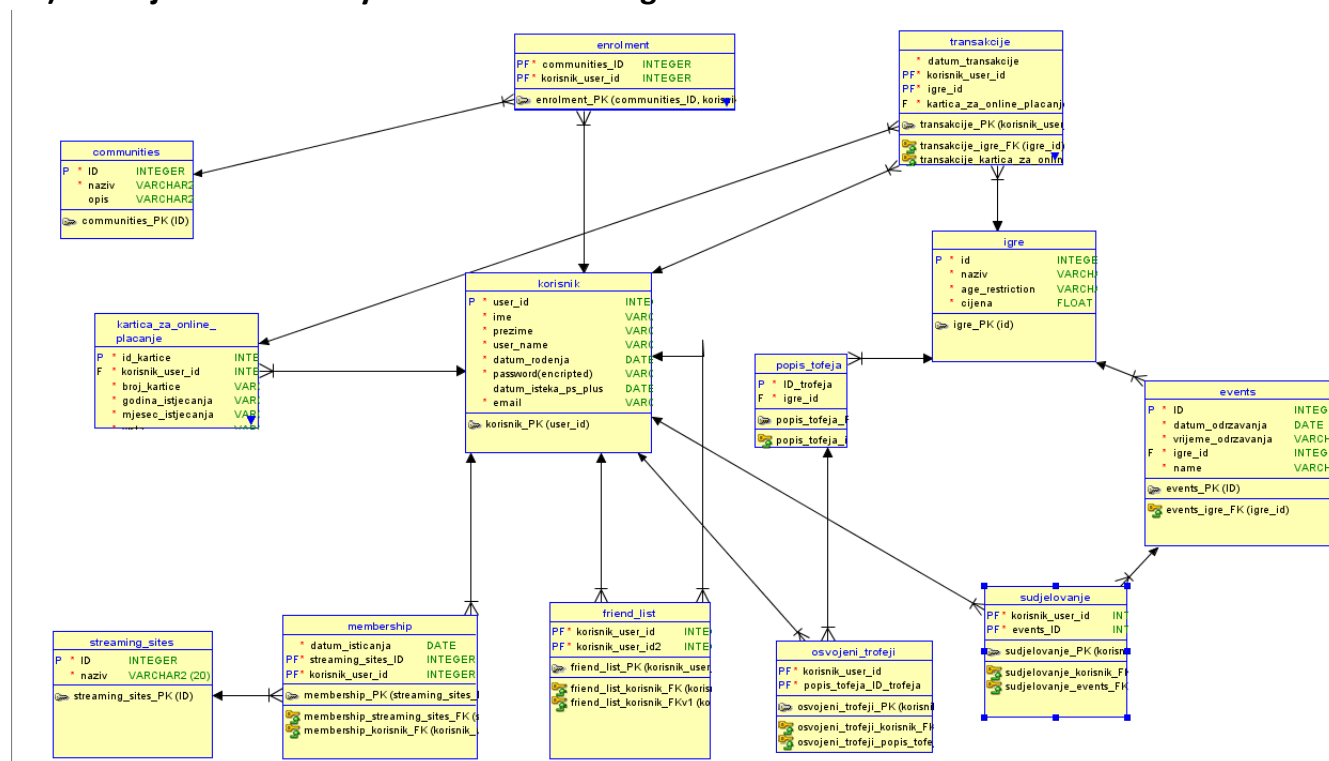 enrolment
PF* communities_ID INTEGER
PF* korisnik_user_id INTEGER
enrolment_PK (communities_ID, koris
transakcije
* datum_transakcije
PF* korisnik_user_id
PF* igre_id
F * kartica_za_online_placanj
transakcije_PK (korisnik_user
transakcije_igre_FK (igre_id)
transakcije_kartica_za_onlin
communities
P * ID INTEGER
* naziv VARCHAR2
opis VARCHAR2
communities_PK (ID)
igre
P * id INTEGE
* naziv VARCH
* age_restriction VARCH
* cijena FLOAT
igre_PK (id)
korisnik
P * user_id INTE
* ime VARC
* prezime VARC
* user_name VARC
* datum_rodenja DATE
* password(encripted) VARC
datum_isteka_ps_plus DATE
* email VARC
korisnik_PK (user_id)
kartica_za_online_
placanje
P * id_kartice INTE
F * korisnik_user_id INTE
* broj_kartice VAR
* godina_istjecanja VAR
* mjesec_istjecanja VAR
popis_tofeja
P * ID_trofeja
F * igre_id
popis_tofeja_F
popis_tofeja_i
events
P * ID INTEG
* datum_odrzavanja DATE
* vrijeme_odrzavanja VARCH
F * igre_id INTEG
* name VARCH
events_PK (ID)
events_igre_FK (igre_id)
streaming_sites
P * ID INTEGER
* naziv VARCHAR2 (20)
streaming_sites_PK (ID)
membership
* datum_isticanja DATE
PF* streaming_sites_ID INTEGER
PF* korisnik_user_id INTEGER
membership_PK (streaming_sites_I
membership_streaming_sites_FK (s
membership_korisnik_FK (korisnik_
friend_list
PF* korisnik_user_id INTE
PF* korisnik_user_id2 INTE
friend_list_PK (korisnik_user
friend_list_korisnik_FK (koris
friend_list_korisnik_FKv1 (ko
osvojeni_trofeji
PF* korisnik_user_id
PF* popis_tofeja_ID_trofeja
osvojeni_trofeji_PK (korisni
osvojeni_trofeji_korisnik_FK
osvojeni_trofeji_popis_tofe
sudjelovanje
PF* korisnik_user_id INT
PF* events_ID INT
sudjelovanje_PK (korisn
sudjelovanje_korisnik_F
sudjelovanje_events_FK